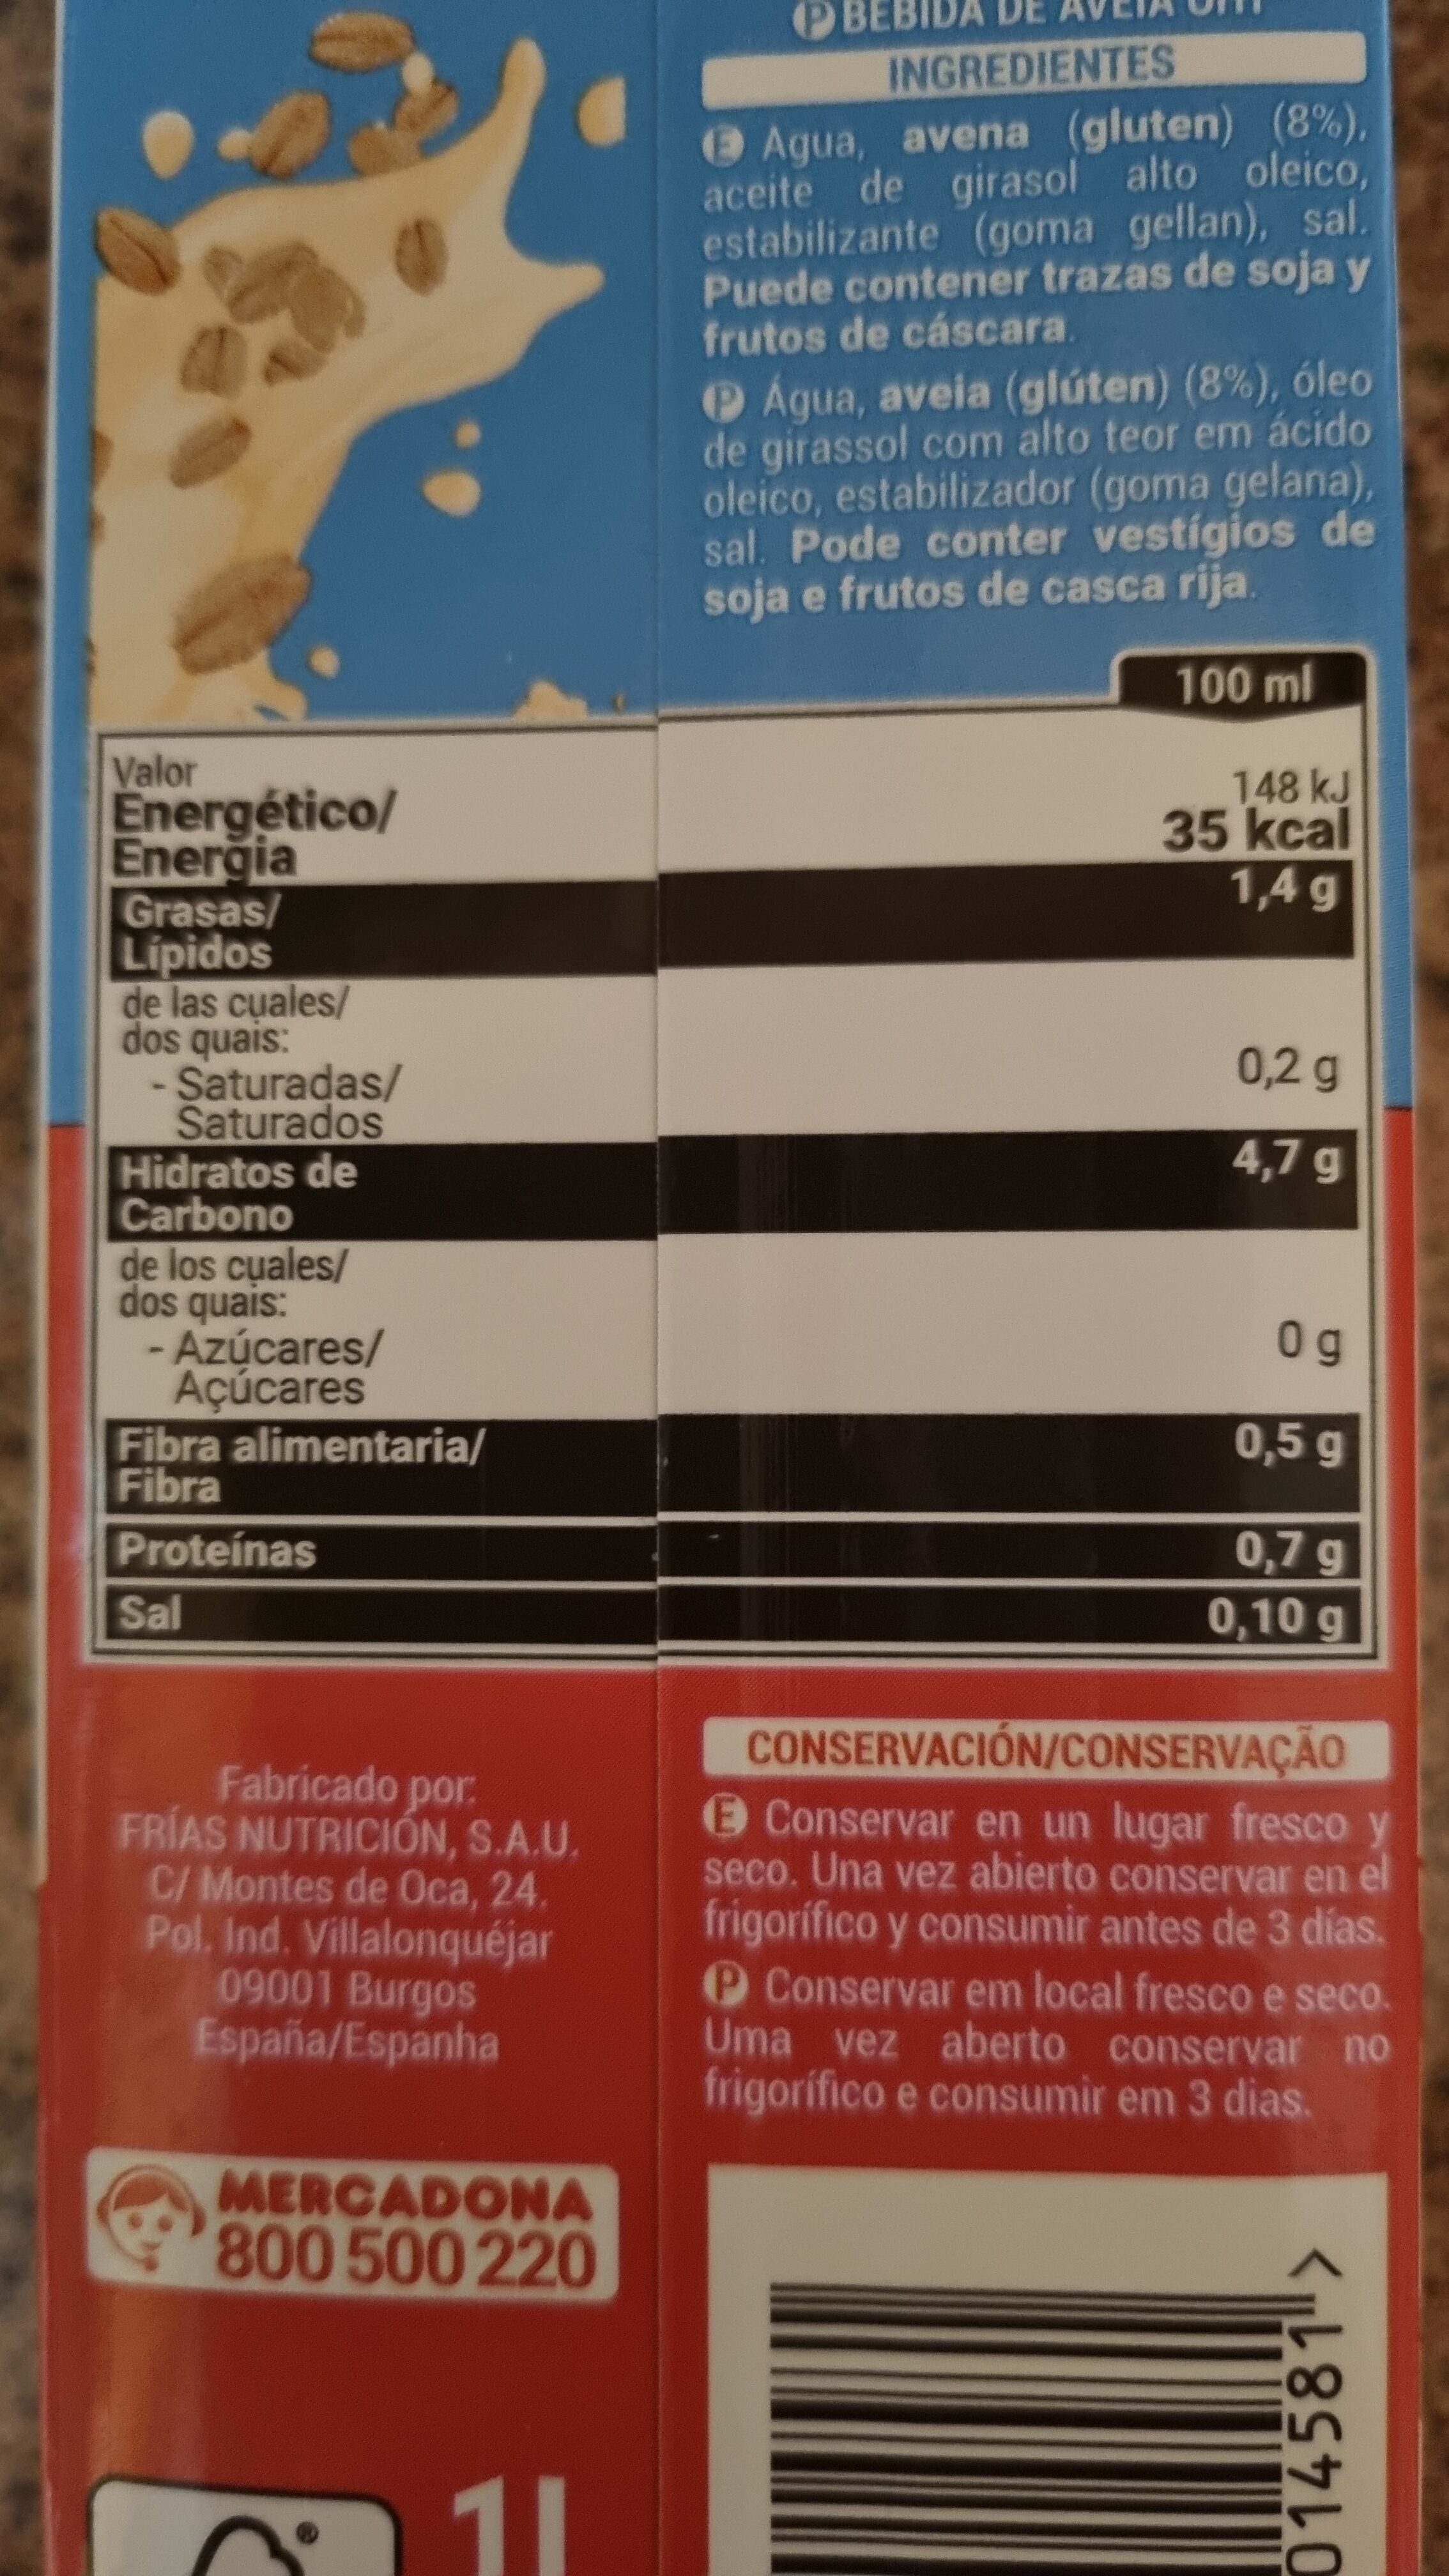 P BEBIDA DE AVEIA
INGREDIENTES
E Agua, avena (gluten) (8%),
aceite de girasol alto oleico,
estabilizante (goma gellan), sal.
Puede contener trazas de soja y
frutos de cáscara.
P Água, aveia (glúten) (8%), óleo
de girassol com alto teor em ácido
oleico, estabilizador (goma gelana),
sal. Pode conter vestígios de
soja e frutos de casca rija.
100 ml
Valor
Energético/
Energia
148 kJ
35 kcal
Grasas/
Lípidos
1,4 g
de las cuales/
dos quais:
- Saturadas/
Saturados
0,2 g
Hidratos de
Carbono
4,7 g
de los cuales/
dos quais:
- Azúcares/
Açúcares
0 g
Fibra alimentaria/
Fibra
0,5 g
Proteínas
0,7 g
Sal
0,10 g
Fabricado por:
FRÍAS NUTRICIÓN, S.A.U.
C/ Montes de Oca, 24.
Pol. Ind. Villalonquéjar
09001 Burgos
España/Espanha
MERCADONA
800 500 220
1l
®
CONSERVACIÓN/CONSERVAÇÃO
E Conservar en un lugar fresco y
seco. Una vez abierto conservar en el
frigorífico y consumir antes de 3 días.
P Conservar em local fresco e seco.
Uma vez aberto conservar no
frigorífico e consumir em 3 dias.
014581>